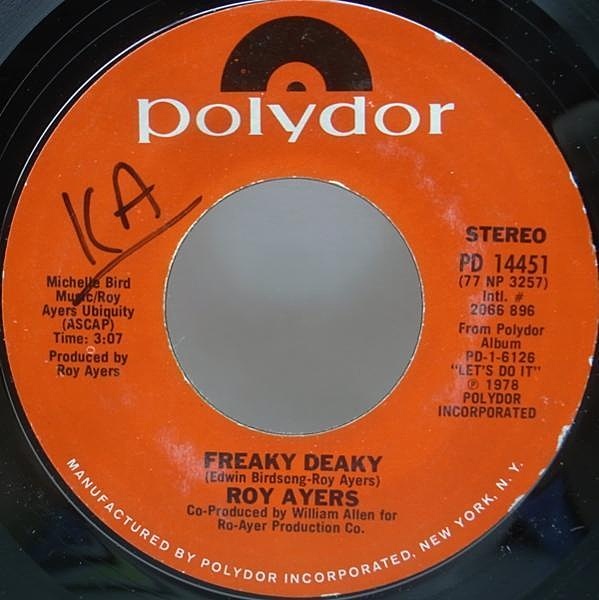 polydor
KA
Michelle Bird
Music/Roy
Ayers Ubiquity
(ASCAP)
Time: 3:07
Produced by
Roy Ayers
STEREO
PD 14451
(77 NP 3257)
Intl. #
2066 896
From Polydor
Album
PD-1-6126
"LET'S DO IT"
℗ 1978
POLYDOR
INCORPORATED
FREAKY DEAKY
(Edwin Birdsong-Roy Ayers)
ROY AYERS
Co-Produced by William Allen for
Ro-Ayer Production Co.
MANUFACTURED BY POLYDOR INCORPORATED, NEW YORK, N.Y.